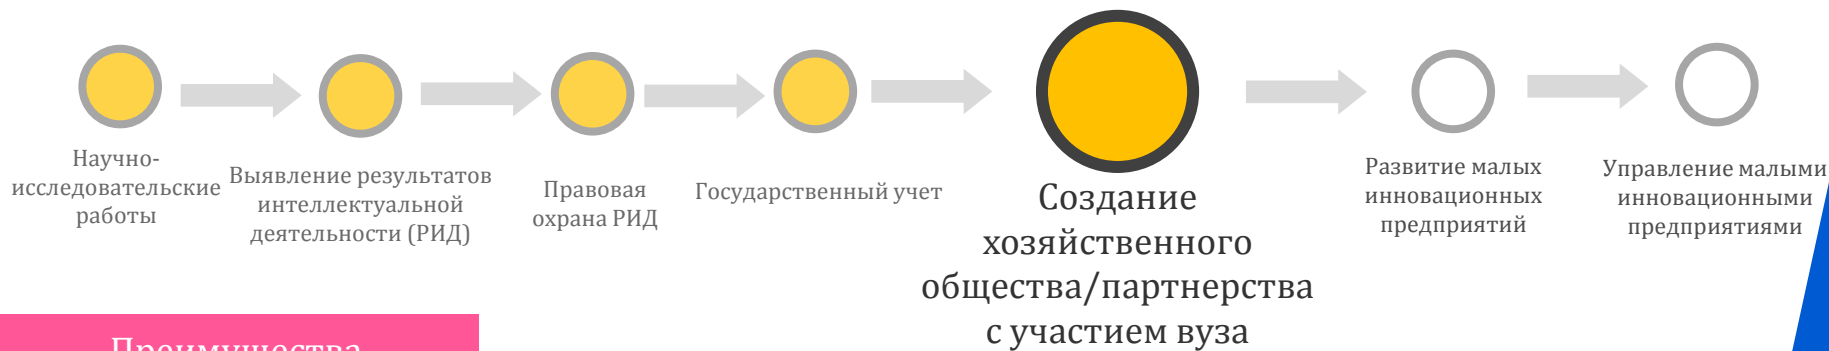 Научно-
исследовательские
работы
Выявление результатов
интеллектуальной
деятельности (РИД)
Правовая
охрана РИД
Государственный учет
Создание
хозяйственного
общества/партнерства
с участием вуза
Развитие малых
инновационных
предприятий
Управление малыми
инновационными
предприятиями
Преимущества